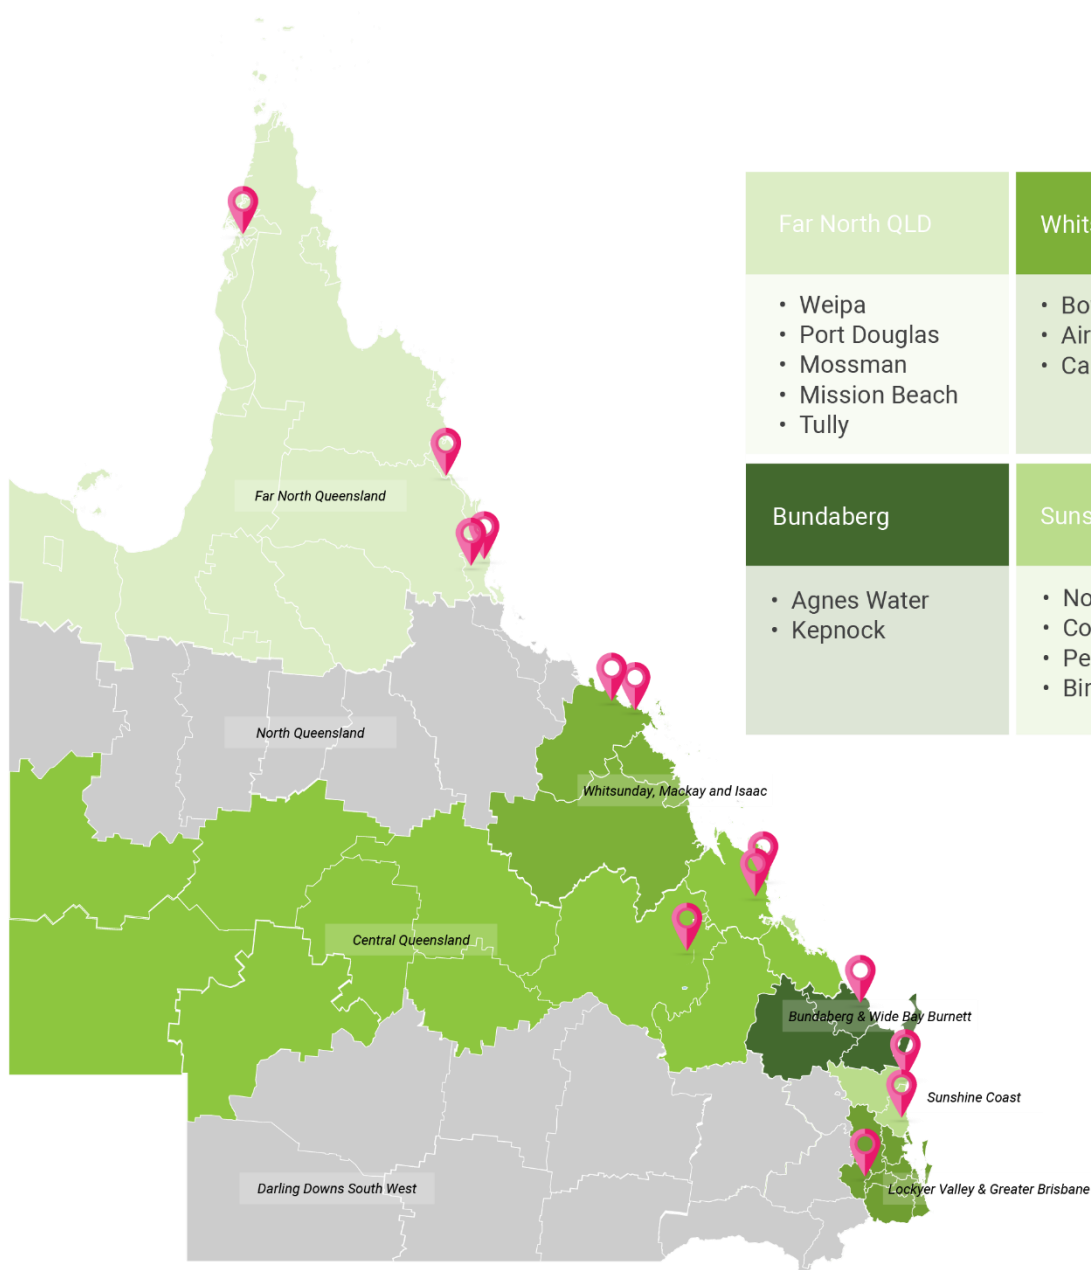 Far North QLD
• Weipa
• Port Douglas
• Mossman
• Mission Beach
• Tully
Bundaberg
• Agnes Water
• Kepnock
Far North Queensland
North Queensland
Whitsunday, Mackay and Isaac
Central Queensland
Bundaberg & Wide Bay Burnett
Sunshine Coast
Darling Downs South West
Lockyer Valley & Greater Brisbane